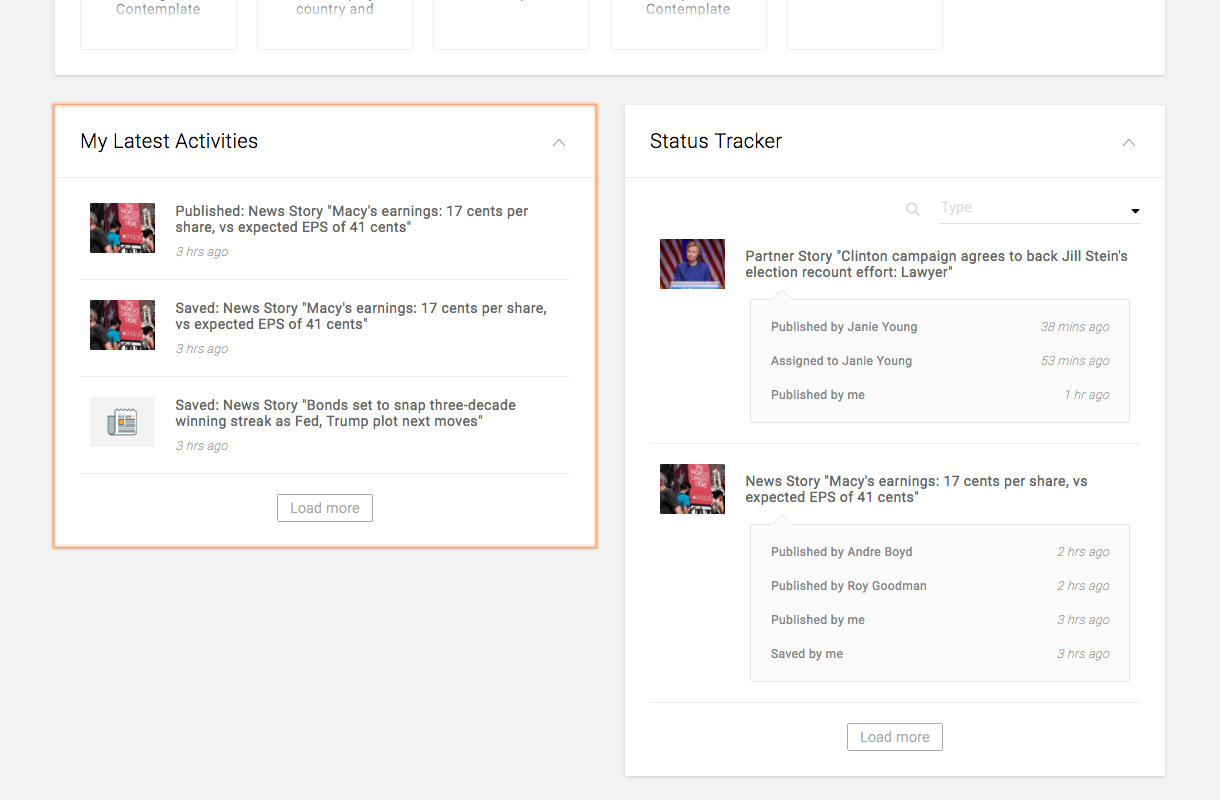 Contemplate
country and
Contemplate
My Latest Activities
Published: News Story "Macy's earnings: 17 cents per
share, vs expected EPS of 41 cents"
3 hrs ago
Saved: News Story "Macy's earnings: 17 cents per share,
vs expected EPS of 41 cents"
3 hrs ago
Saved: News Story "Bonds set to snap three-decade
winning streak as Fed, Trump plot next moves"
3 hrs ago
Load more
Status Tracker
Type
Partner Story "Clinton campaign agrees to back Jill Stein's
election recount effort: Lawyer"
Published by Janie Young 38 mins ago
Assigned to Janie Young 53 mins ago
Published by me 1 hr ago
News Story "Macy's earnings: 17 cents per share, vs
expected EPS of 41 cents"
Published by Andre Boyd 2 hrs ago
Published by Roy Goodman 2 hrs ago
Published by me 3 hrs ago
Saved by me 3 hrs ago
Load more